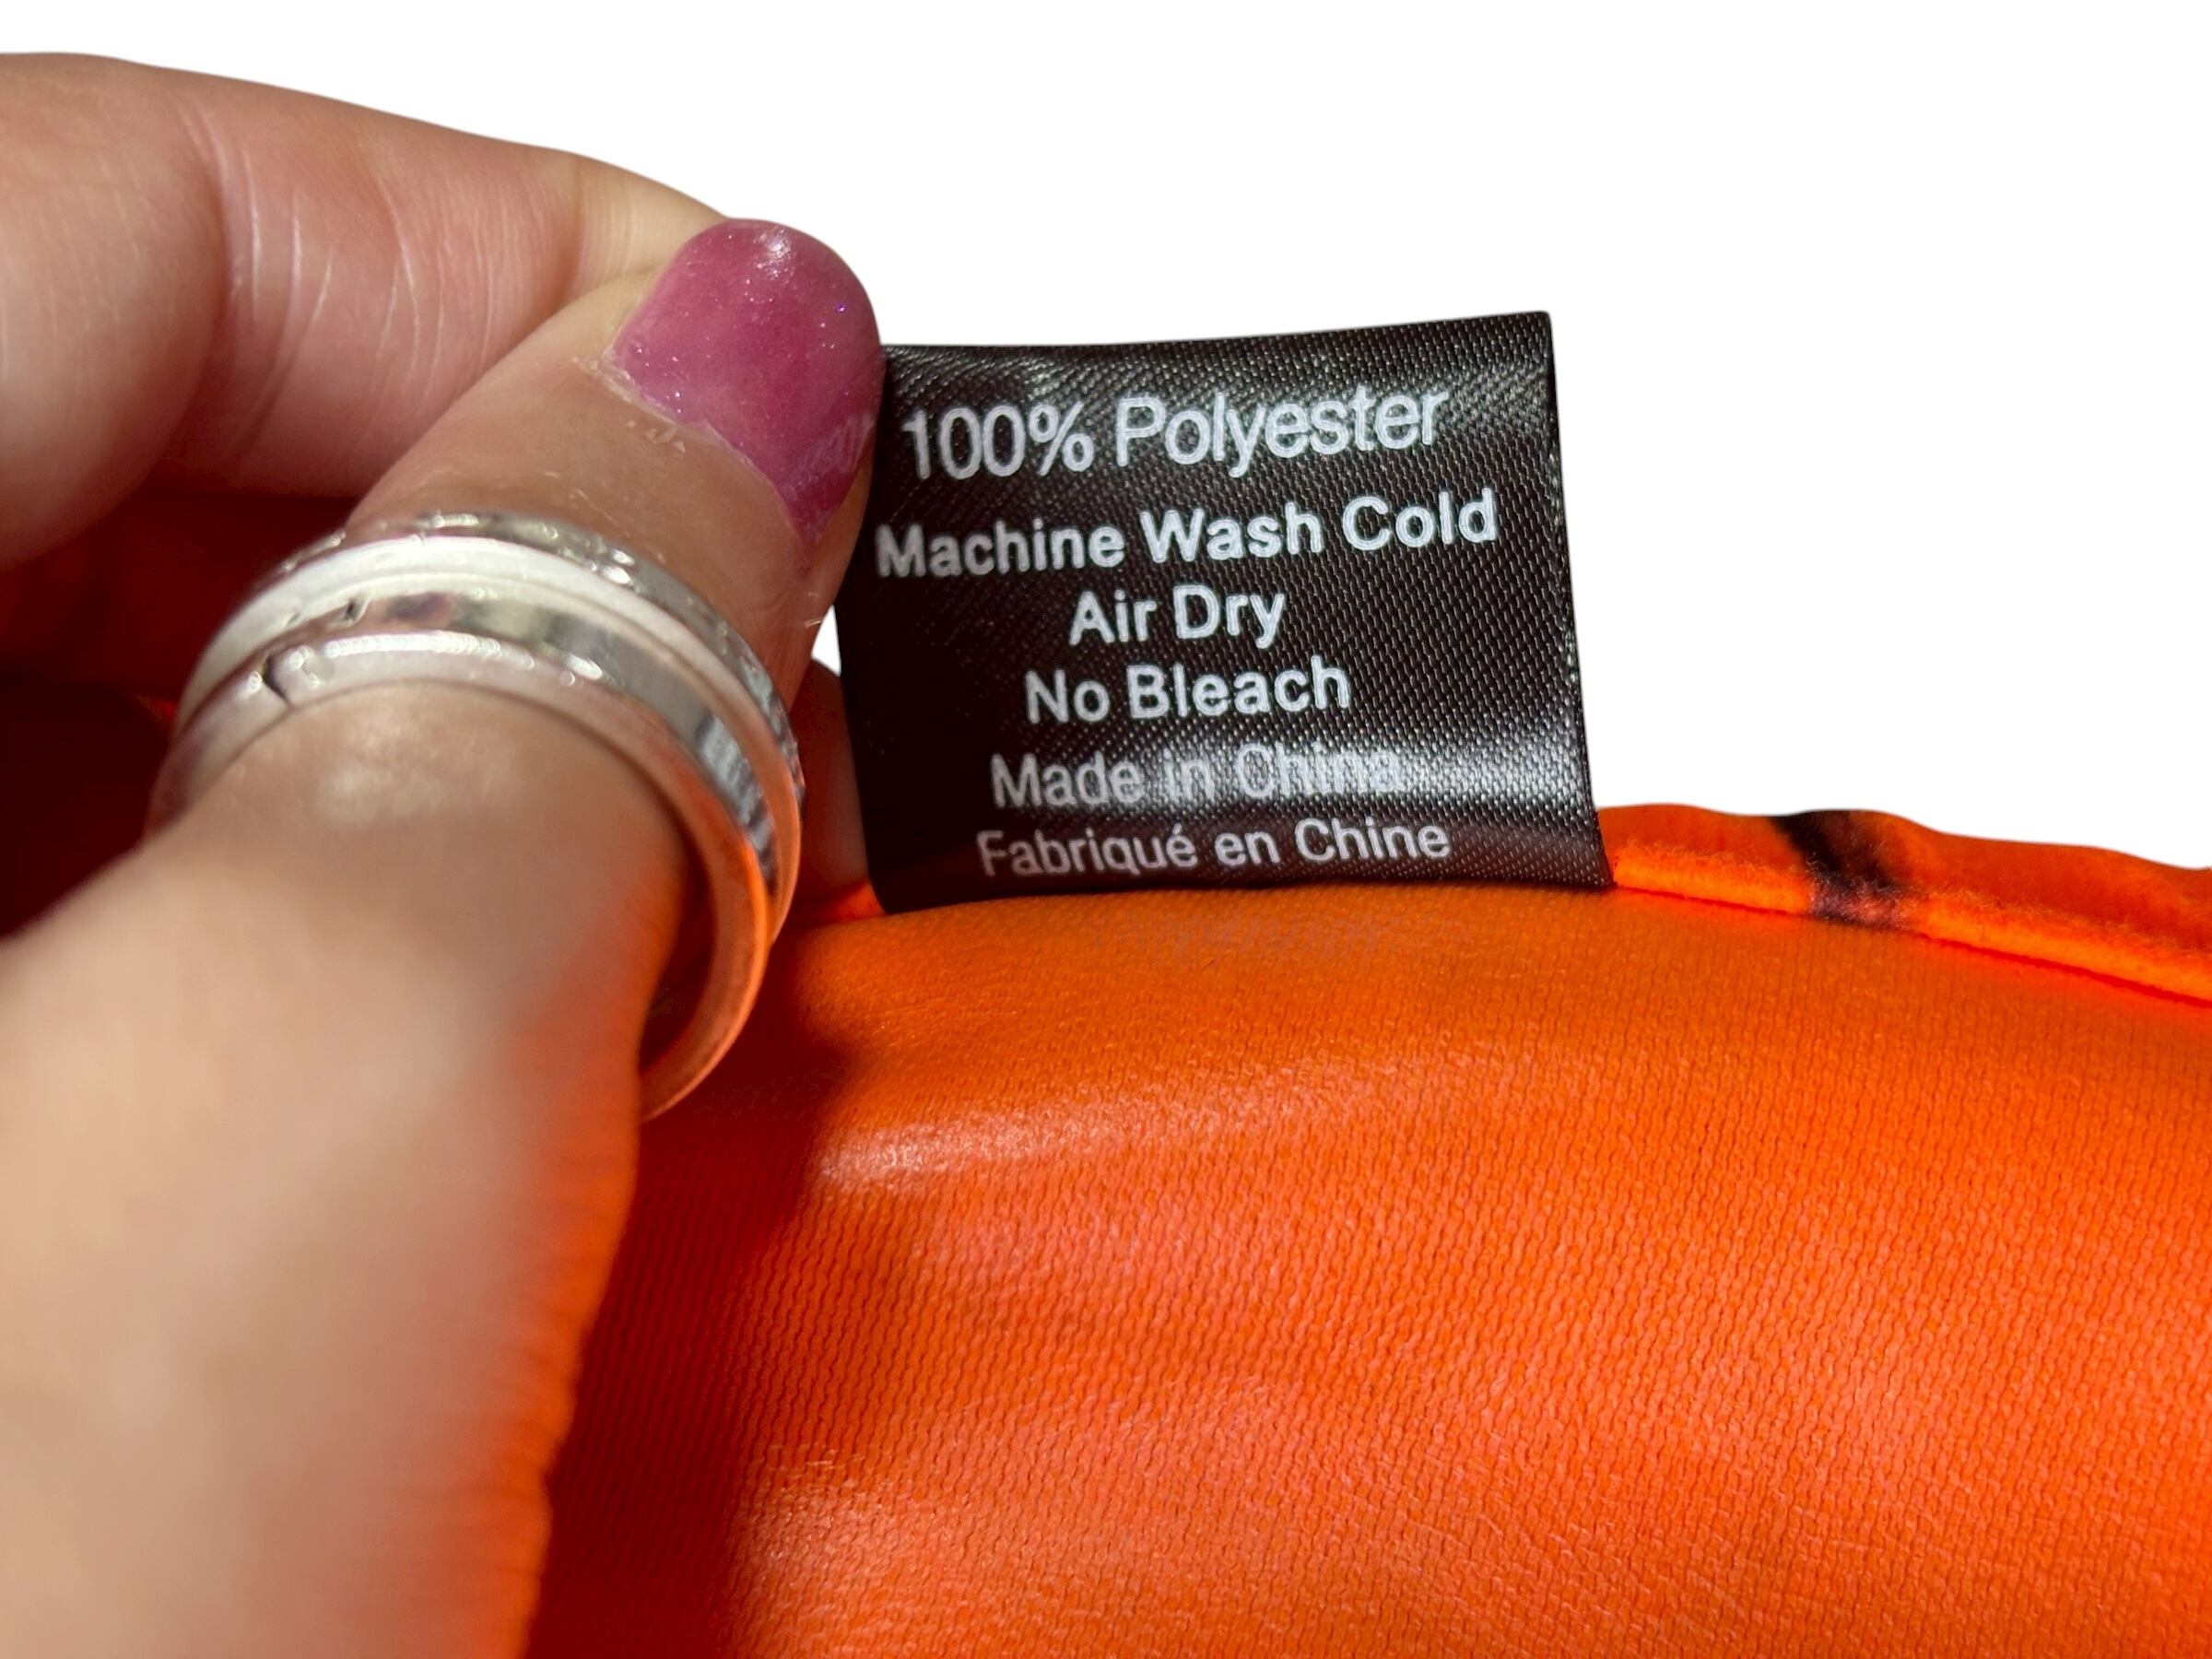 100% Polyester
Machine Wash Cold
Air Dry
No Bleach
Made in China
Fabriqué en Chine